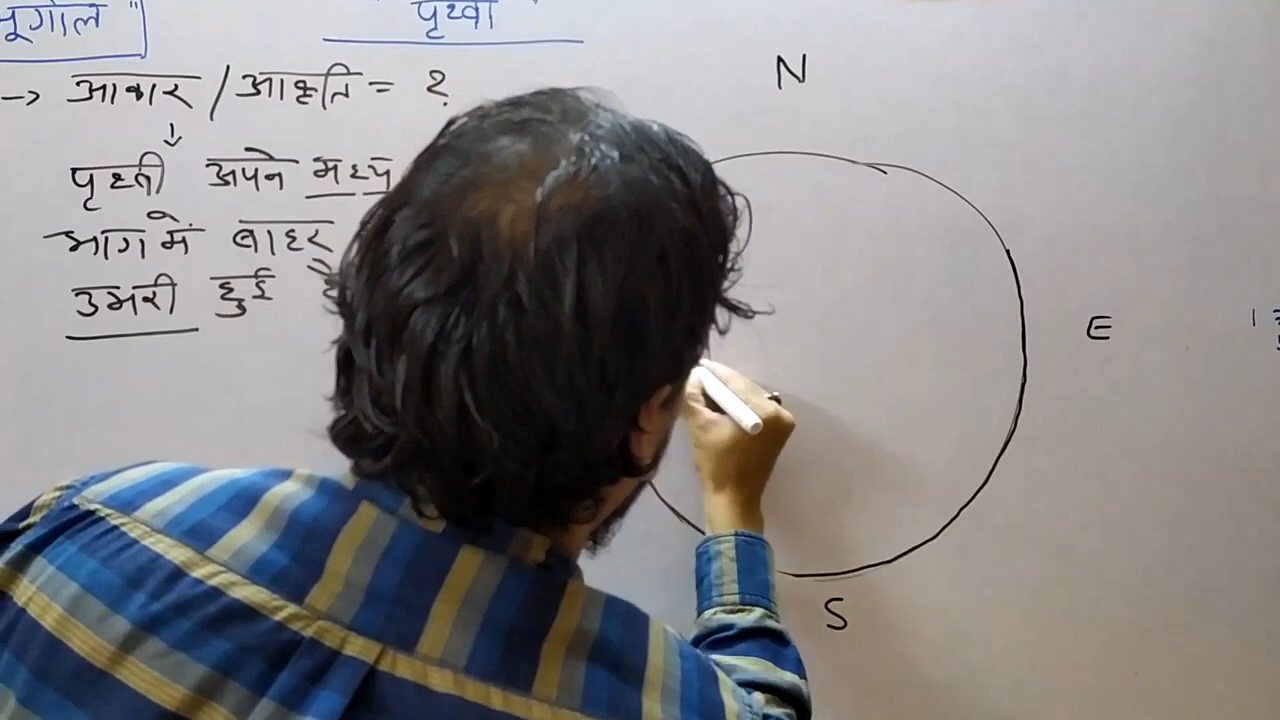 भूगोल"
"पृथ्वी"
→ आकार / आकृति = ?
पृथ्वी अपने मध्य
भाग में बाहर
उभरी हुई है
N
E
S